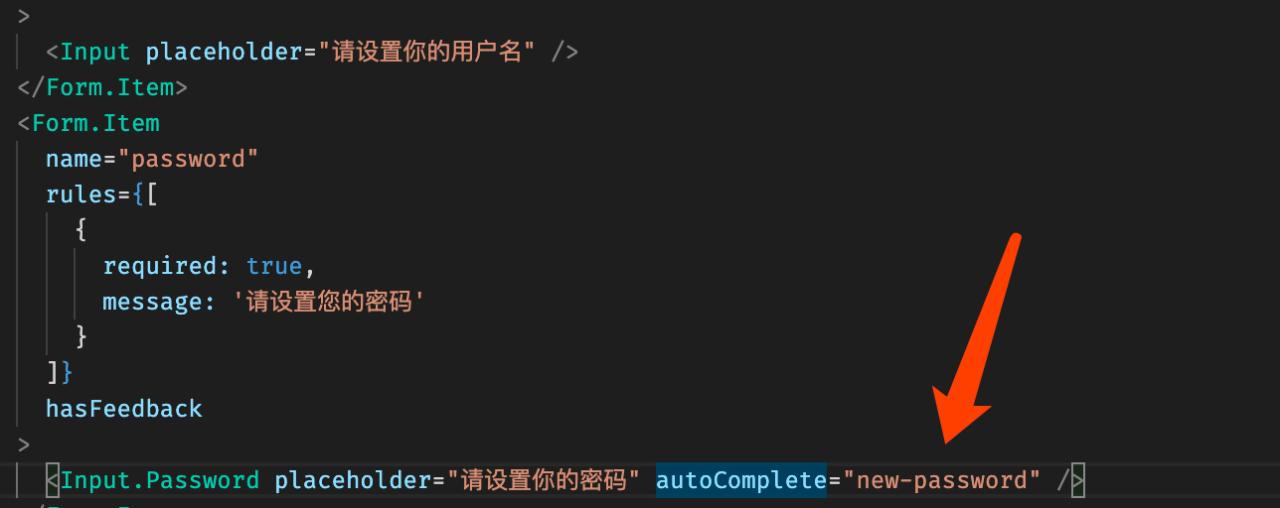 >
<Input placeholder="请设置你的用户名" />
</Form.Item>
<Form.Item
name="password"
rules={[
{
required: true,
message: '请设置您的密码'
}
]}
hasFeedback
>
<Input.Password placeholder="请设置你的密码" autoComplete="new-password" />